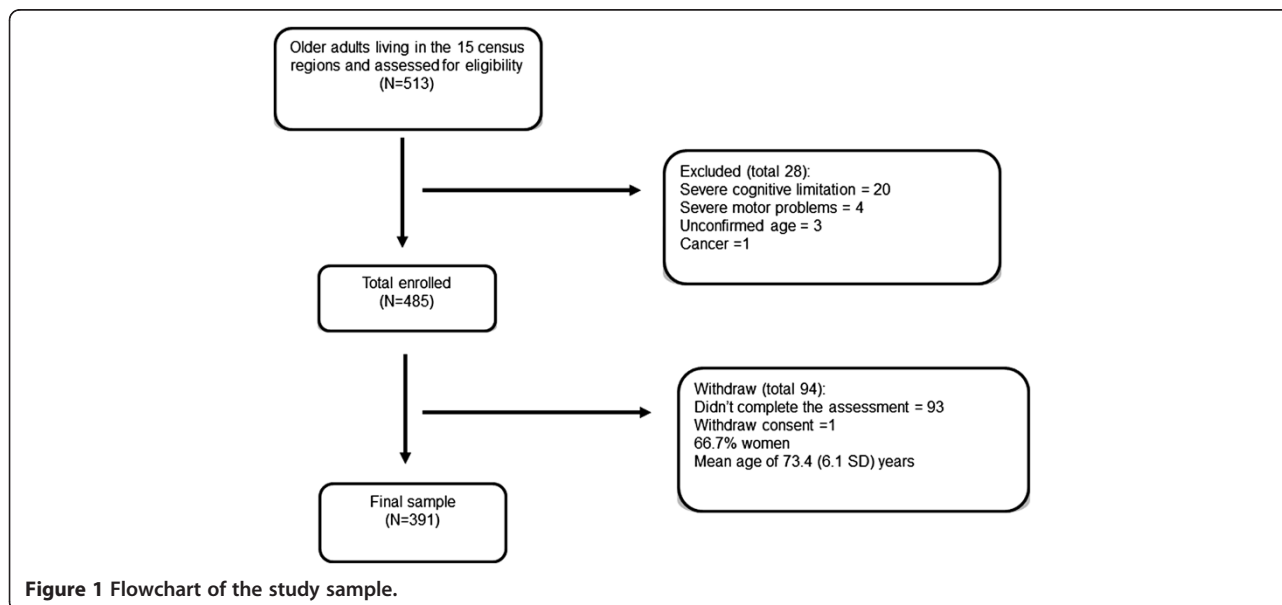 Older adults living in the 15 census
regions and assessed for eligibility
(N=513)
Excluded (total 28):
Severe cognitive limitation = 20
Severe motor problems = 4
Unconfirmed age = 3
Cancer =1
Total enrolled
(N=485)
Withdraw (total 94):
Didn't complete the assessment = 93
Withdraw consent =1
66.7% women
Mean age of 73.4 (6.1 SD) years
Final sample
(N=391)
Figure 1 Flowchart of the study sample.